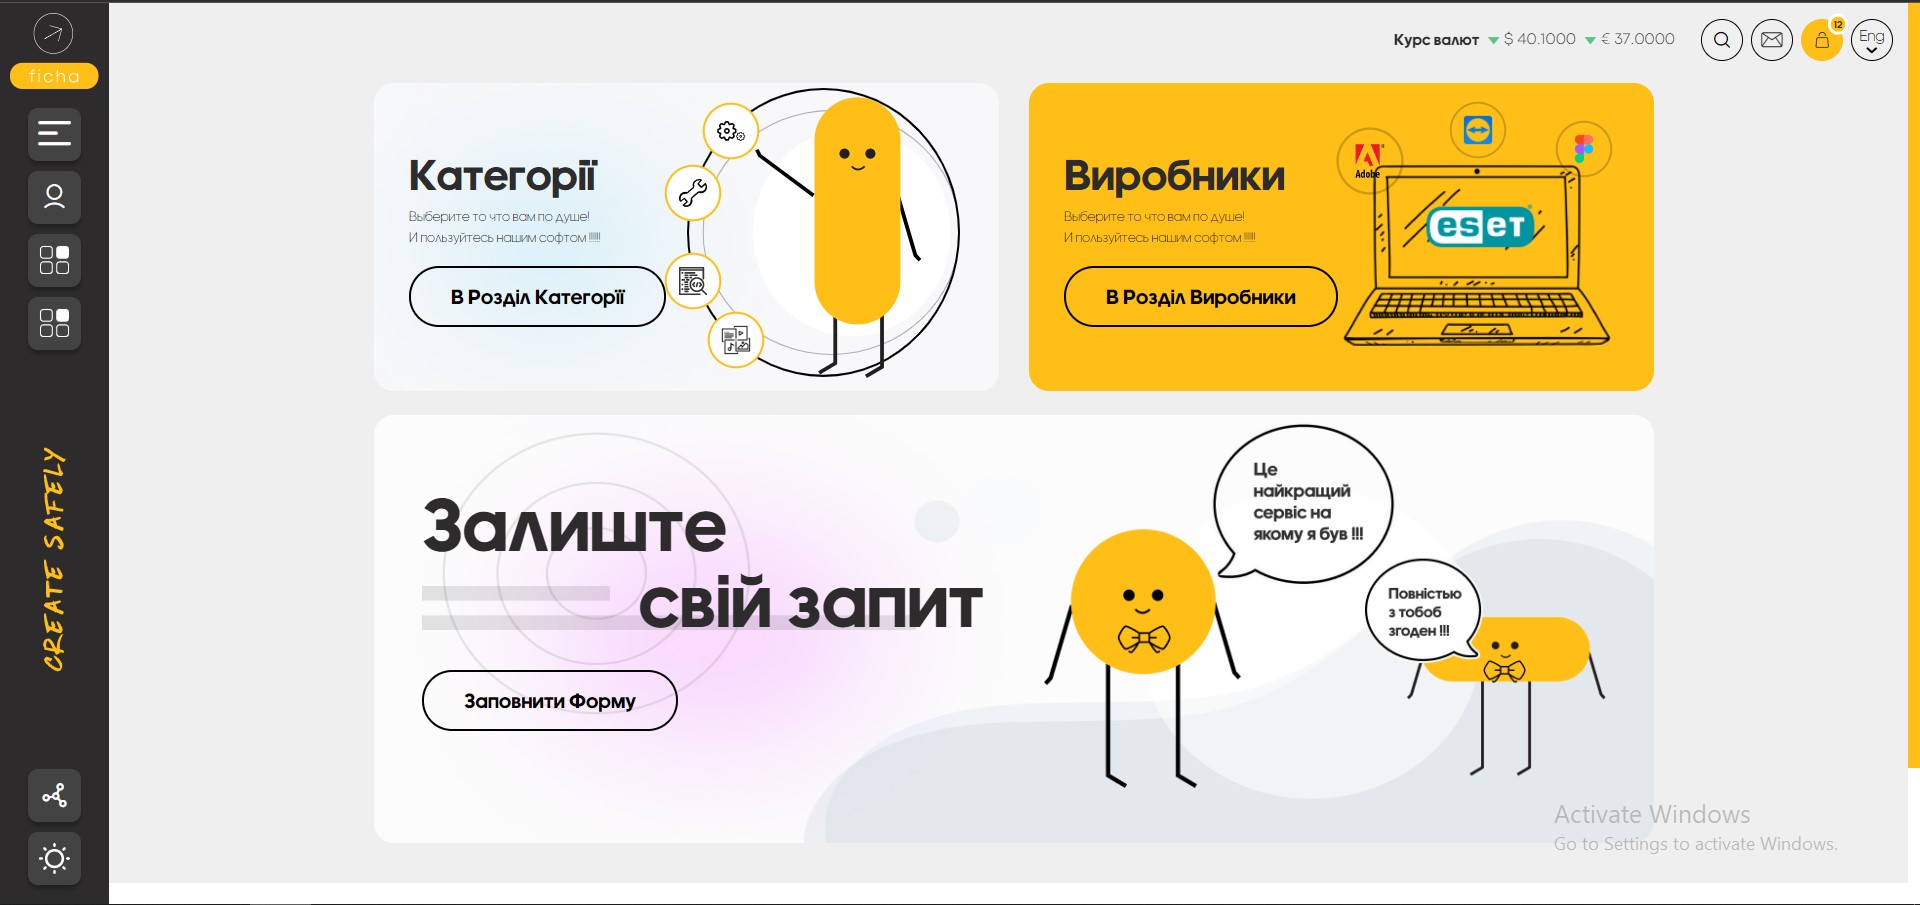 ficha
CREATE SAFELY
Курс валют $ 40.1000 € 37.0000
12
Eng
Категорії
Выберите то что вам по душе!
И пользуйтесь нашим софтом !!!!!!
В Розділ Категорії
Виробники
Выберите то что вам по душе!
И пользуйтесь нашим софтом !!!!!!
В Розділ Виробники
Adobe
eseт
Залиште
свій запит
Заповнити Форму
Це
найкращий
сервіс на
якому я був !!!
Повністью
з тобоб
згоден !!!
Activate Windows
Go to Settings to activate Windows.